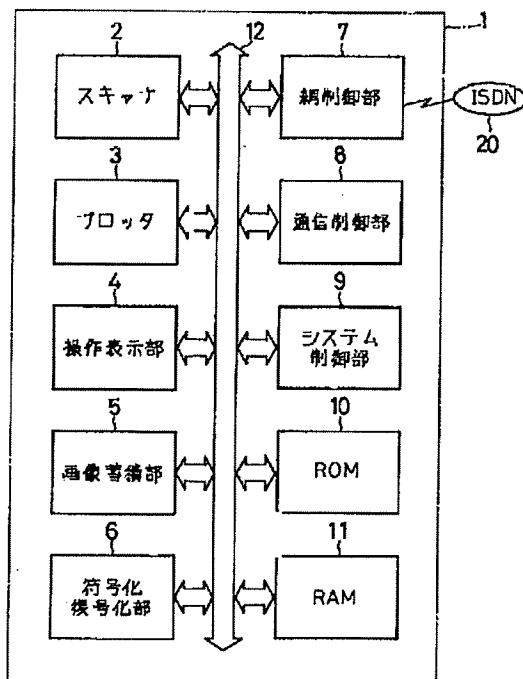 1
2
12
7
スキャナ
網制御部
ISDN
20
3
8
プロッタ
通信制御部
4
9
操作表示部
システム
制御部
5
10
画像蓄積部
ROM
6
11
符号化
復号化部
RAM